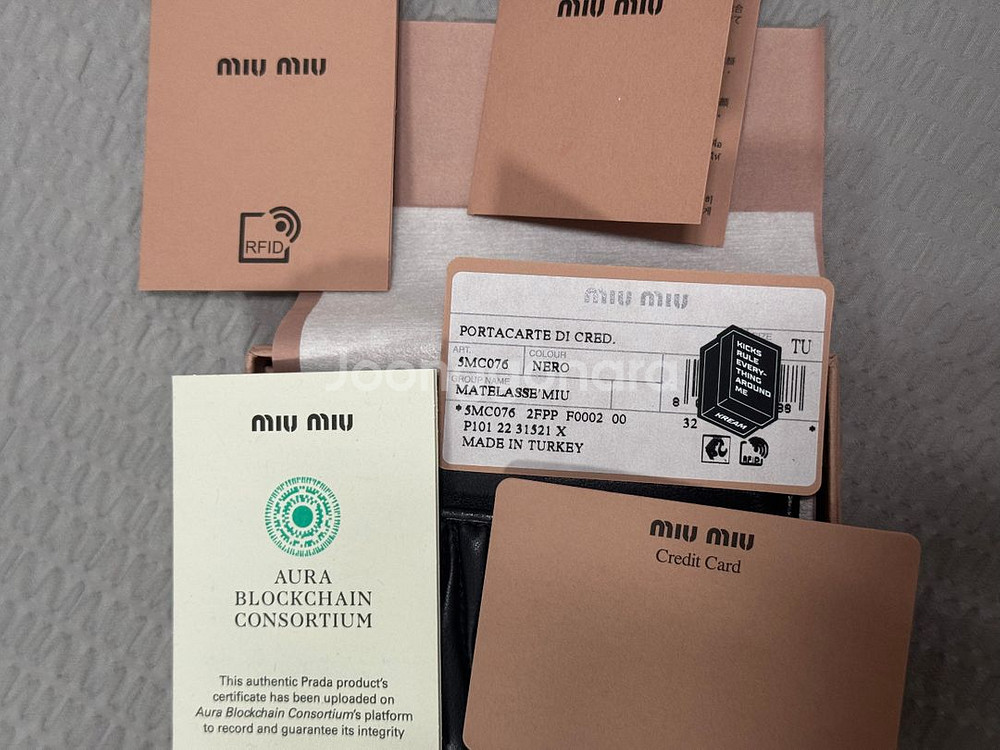 MIU MIU
RFID
MIU MIU
MIU MIU
PORTACARTE DI CRED.
SIZE
TU
ART.
COLOUR
5MC076
NERO
GROUP NAME
MATELASSE'MIU
*5MC076 2FPP F0002 00
P101 22 31521 X
MADE IN TURKEY
8
32
*
KICKS
RULE
EVERY-
THING
AROUND
ME
KREAM
RFID
MIU MIU
AURA
BLOCKCHAIN
CONSORTIUM
This authentic Prada product's
certificate has been uploaded on
Aura Blockchain Consortium's platform
to record and guarantee its integrity
MIU MIU
Credit Card